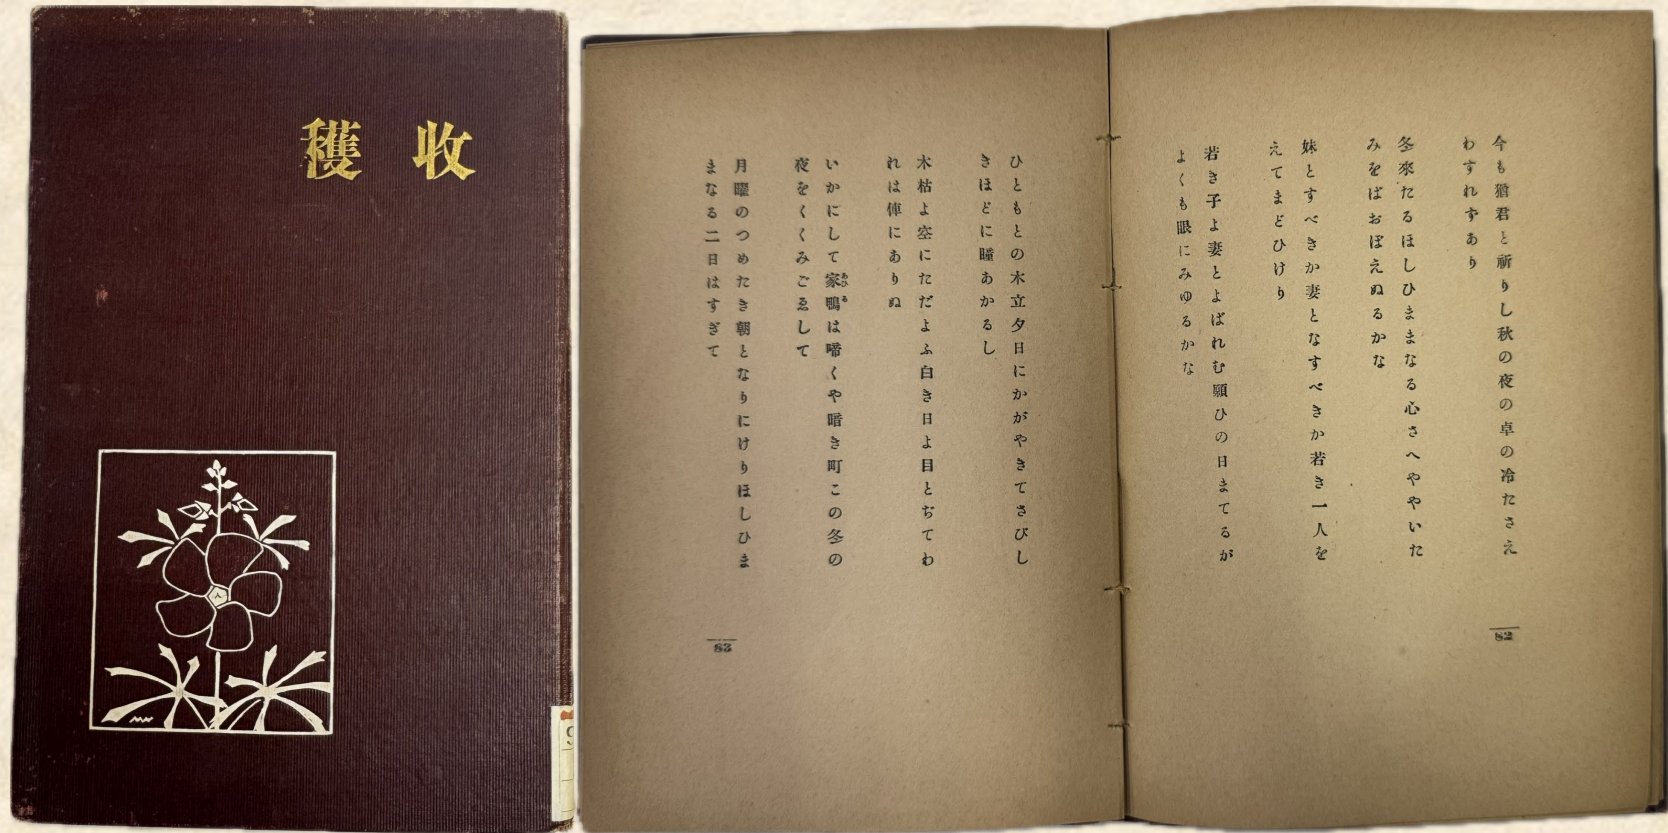 收穫
今も猶君と祈りし秋の夜の卓の冷たさえ
わすれずあり
冬來たるほしひままなる心さへややいた
みをばおぼえぬるかな
妹とすべきか妻となすべきか若き一人を
えてまどひけり
若き子よ妻とよばれむ願ひの日まてるが
よくも眼にみゆるかな
82
ひともとの木立夕日にかがやきてさびし
きほどに瞳あかるし
木枯よ空にただよふ白き日よ目とぢてわ
れは俥にありぬ
いかにして家鴨は啼くや暗き町この冬の
夜をくくみごゑして
月曜のつめたき朝となりにけりほしひま
まなる二日はすぎて
83